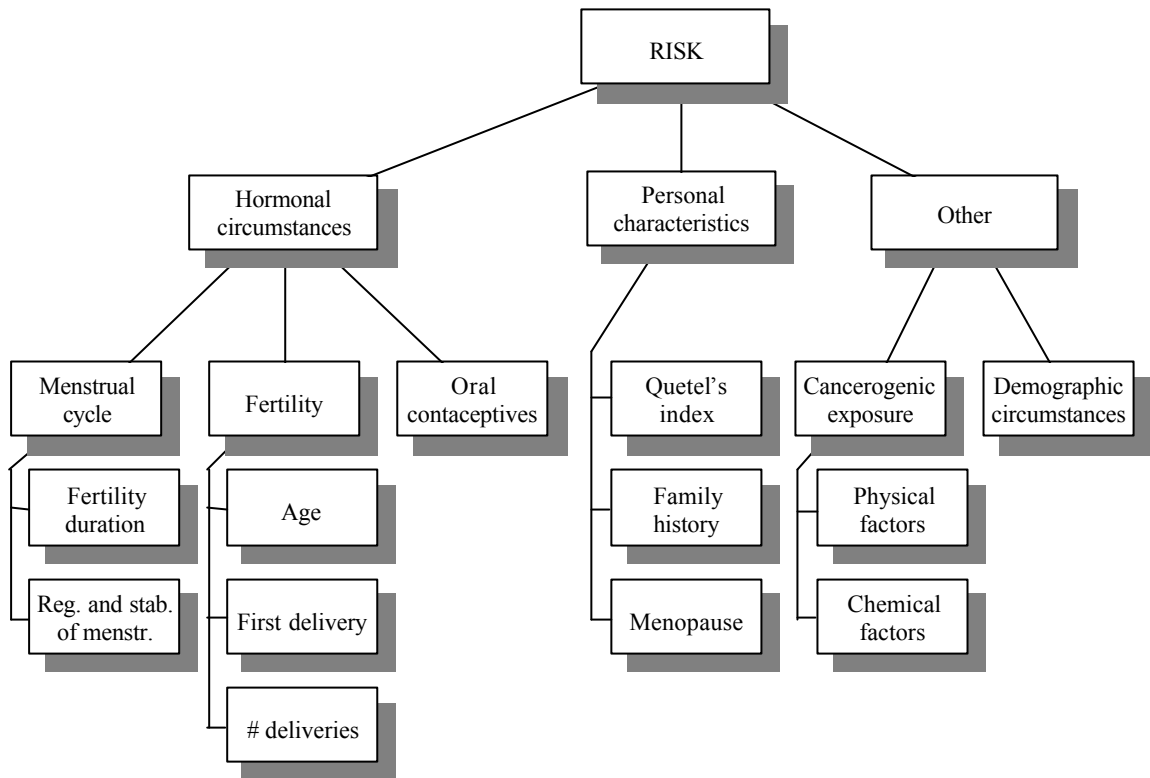 RISK
Hormonal
circumstances
Personal
characteristics
Other
Menstrual
cycle
Fertility
Oral
contaceptives
Quetel's
index
Cancerogenic
exposure
Demographic
circumstances
Fertility
duration
Age
Family
history
Physical
factors
Reg. and stab.
of menstr.
First delivery
Menopause
Chemical
factors
# deliveries